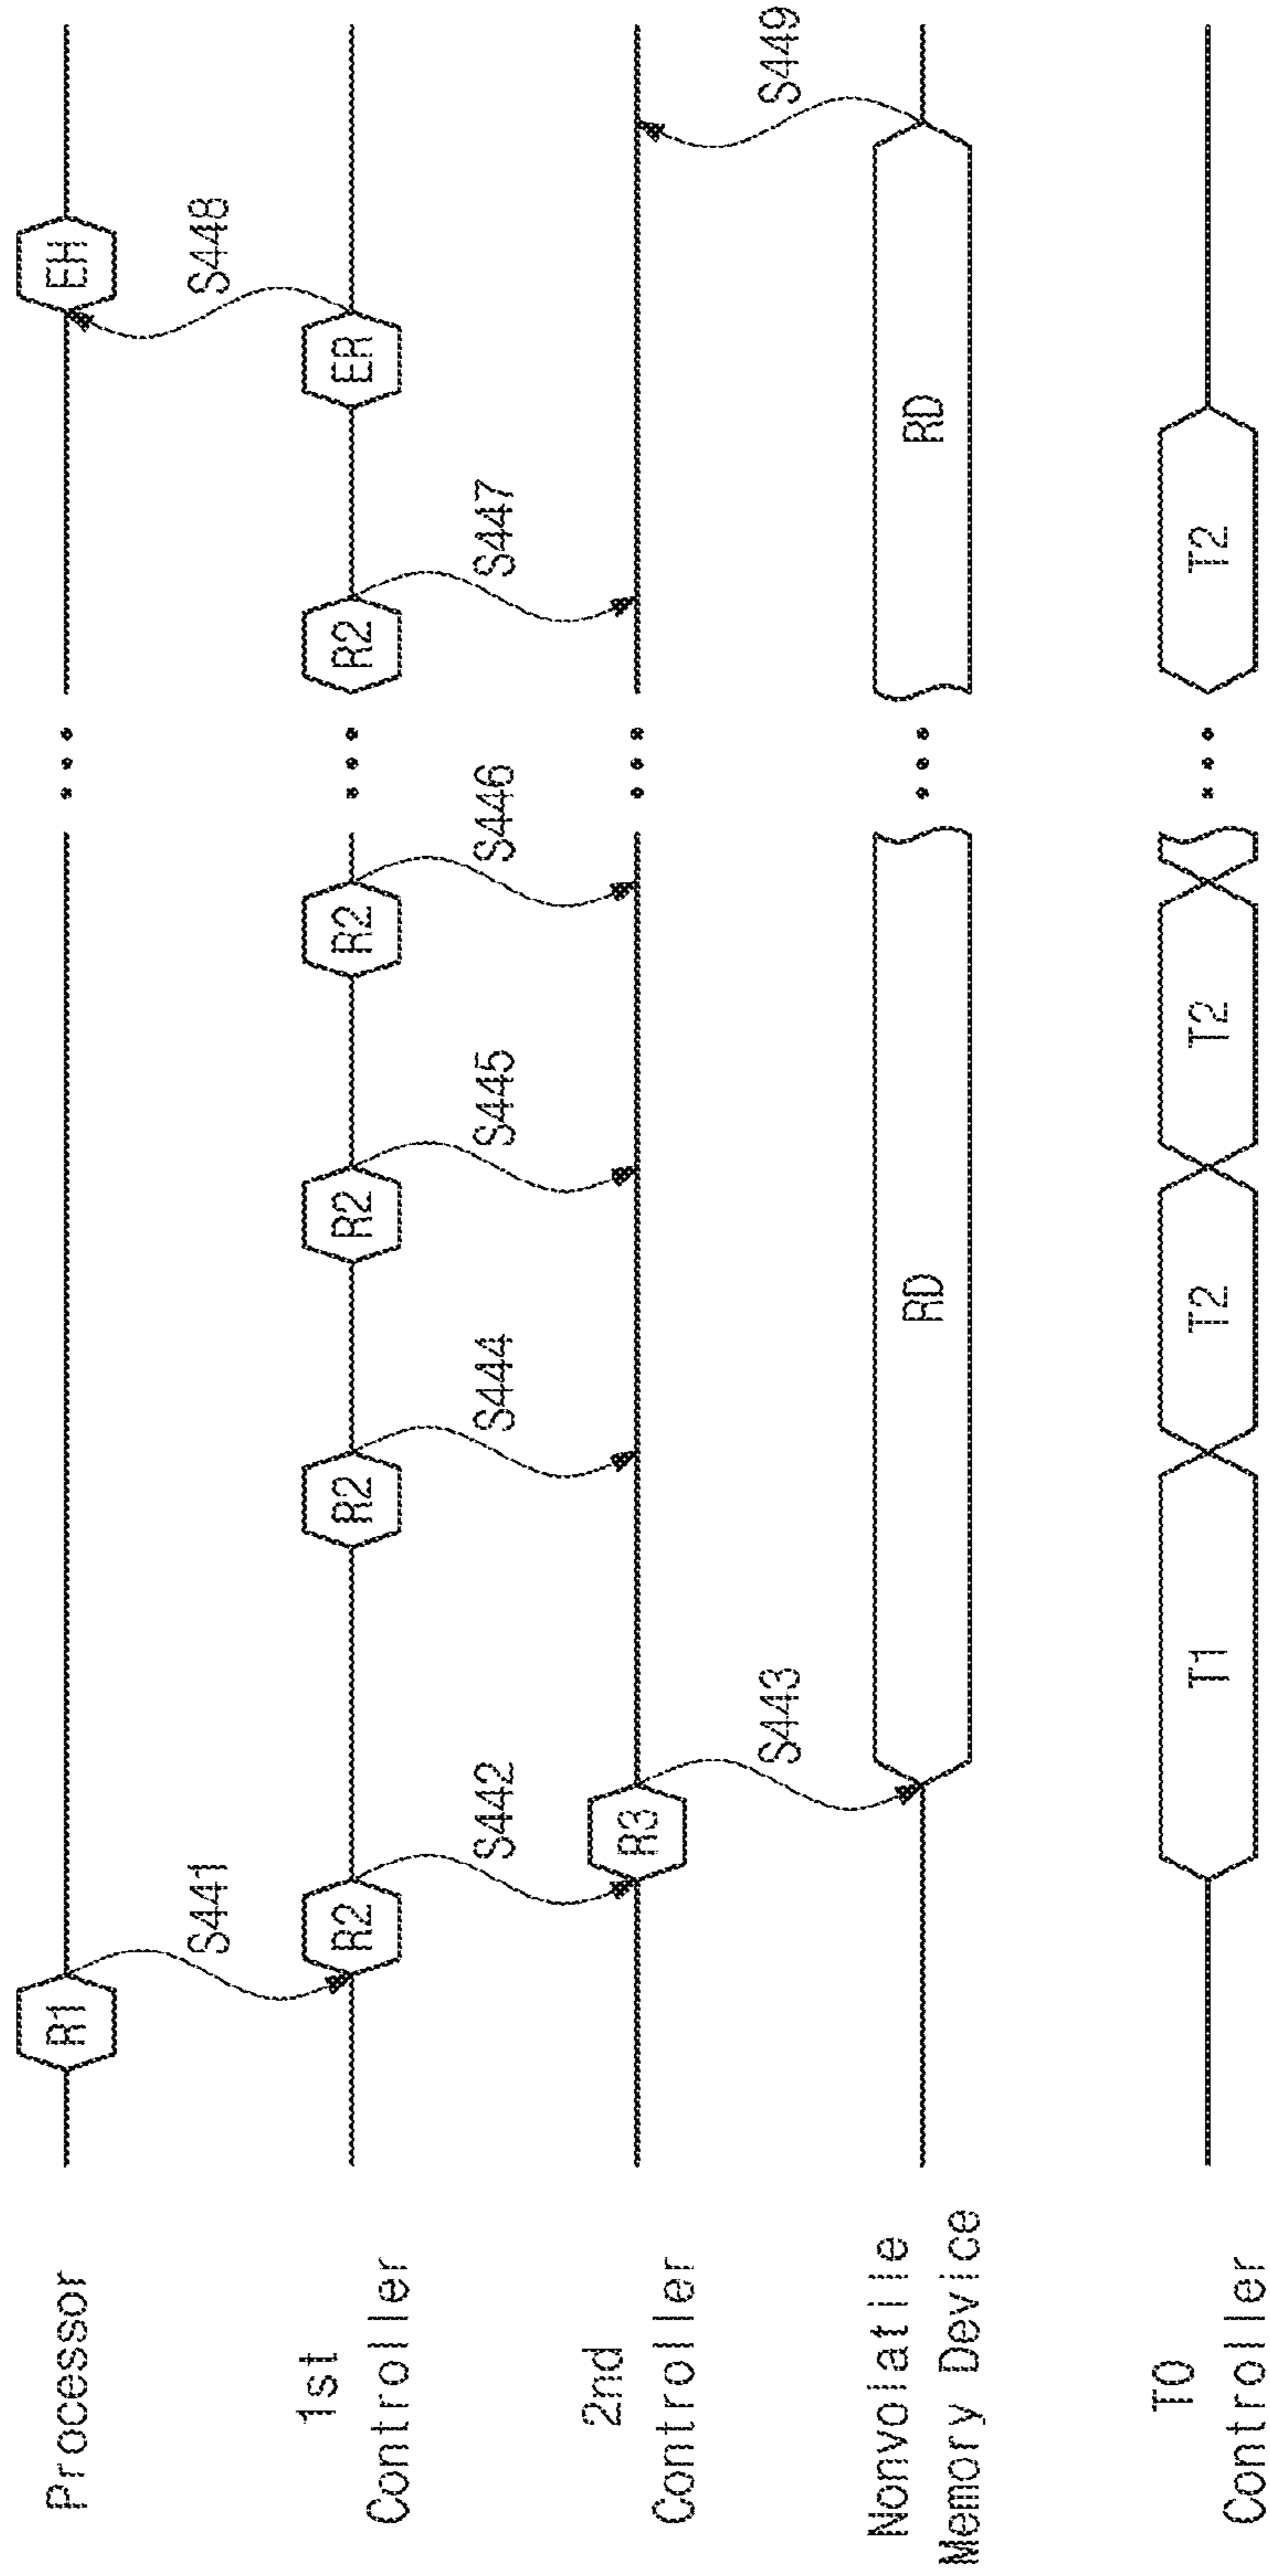 Processor
R1
S441
EH
S448
1st
Controller
R2
S442
R2
S444
R2
S445
R2
S446
R2
S447
ER
2nd
Controller
R3
S443
S449
Nonvolatile
Memory Device
RD
RD
TO
Controller
T1
T2
T2
T2